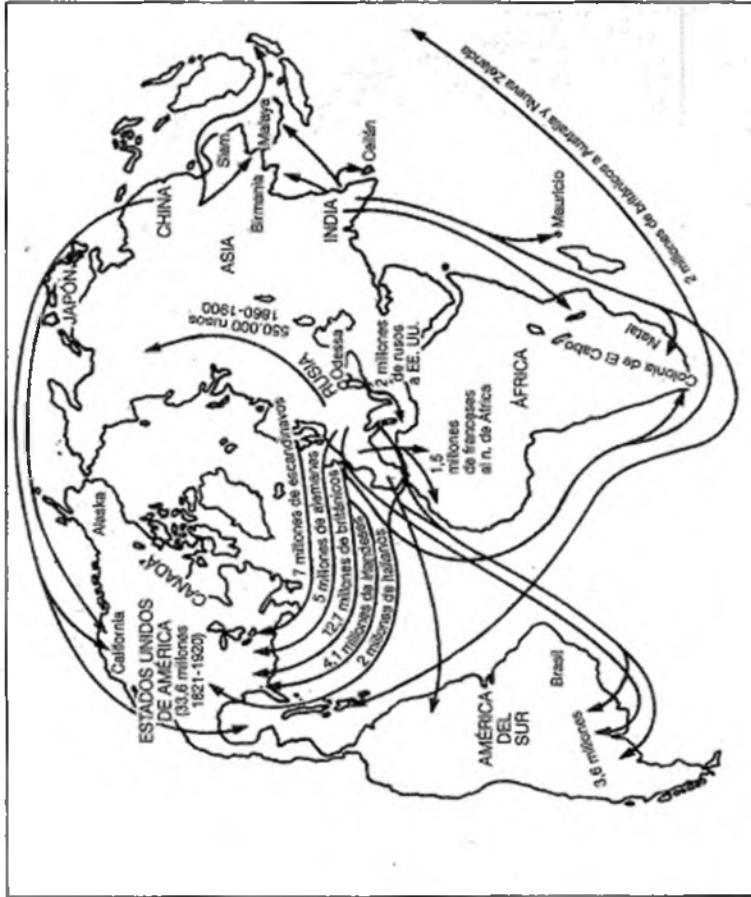 Alaska
CANADÁ
California
ESTADOS UNIDOS
DE AMÉRICA
(33,6 millones
1821-1920)
7 millones de escandinavos
5 millones de alemanes
12,7 millones de británicos
4,1 millones de irlandeses
2 millones de italianos
AMÉRICA
DEL
SUR
Brasil
3,6 millones
JAPÓN
CHINA
ASIA
550.000 rusos
1860-1900
RUSIA
Odessa
2 millones
de rusos
a EE. UU.
Siam
Malaya
Birmania
INDIA
Ceilán
Mauricio
1,5
millones
de franceses
al n. de África
ÁFRICA
Natal
Colonia de El Cabo
2 millones de británicos a Australia y Nueva Zelanda